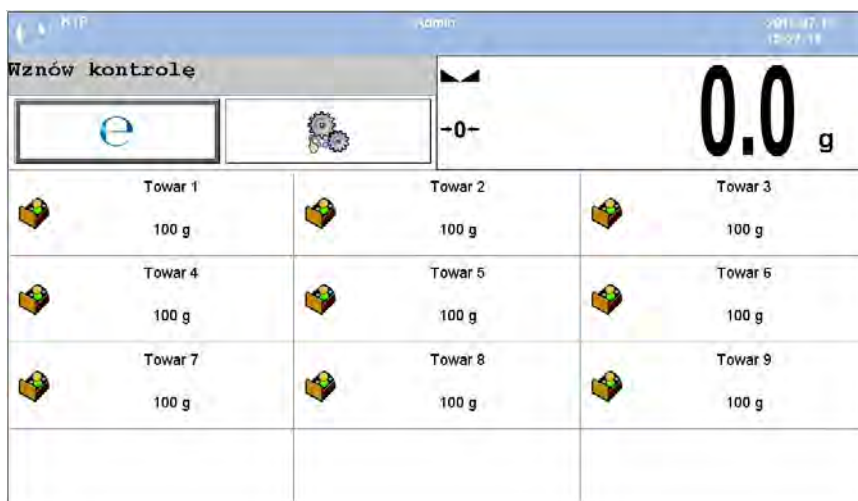 KTP Admin
Wznów kontrolę
e
→0←
0.0 g
Towar 1 Towar 2 Towar 3
100 g 100 g 100 g
Towar 4 Towar 5 Towar 6
100 g 100 g 100 g
Towar 7 Towar 8 Towar 9
100 g 100 g 100 g